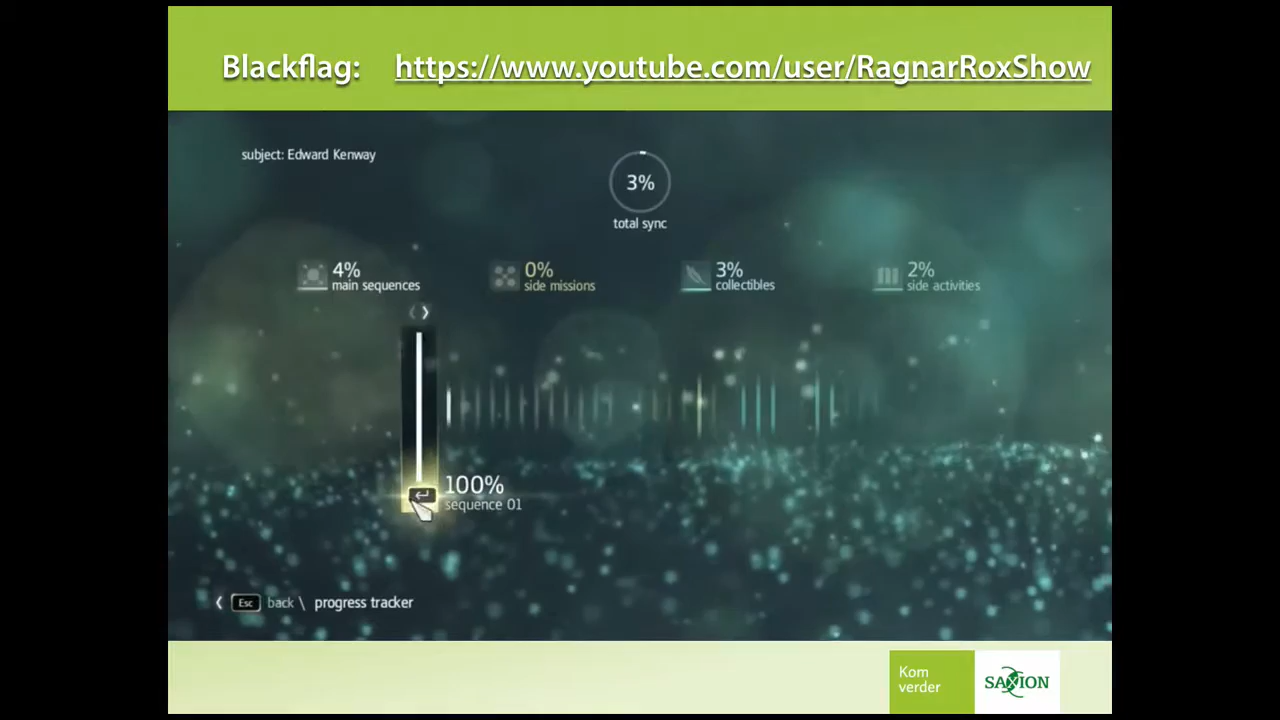 Blackflag: https://www.youtube.com/user/RagnarRoxShow
subject: Edward Kenway
3%
total sync
4%
main sequences
0%
side missions
3%
collectibles
2%
side activities
100%
sequence 01
Esc back \ progress tracker
Kom
verder
SAXION